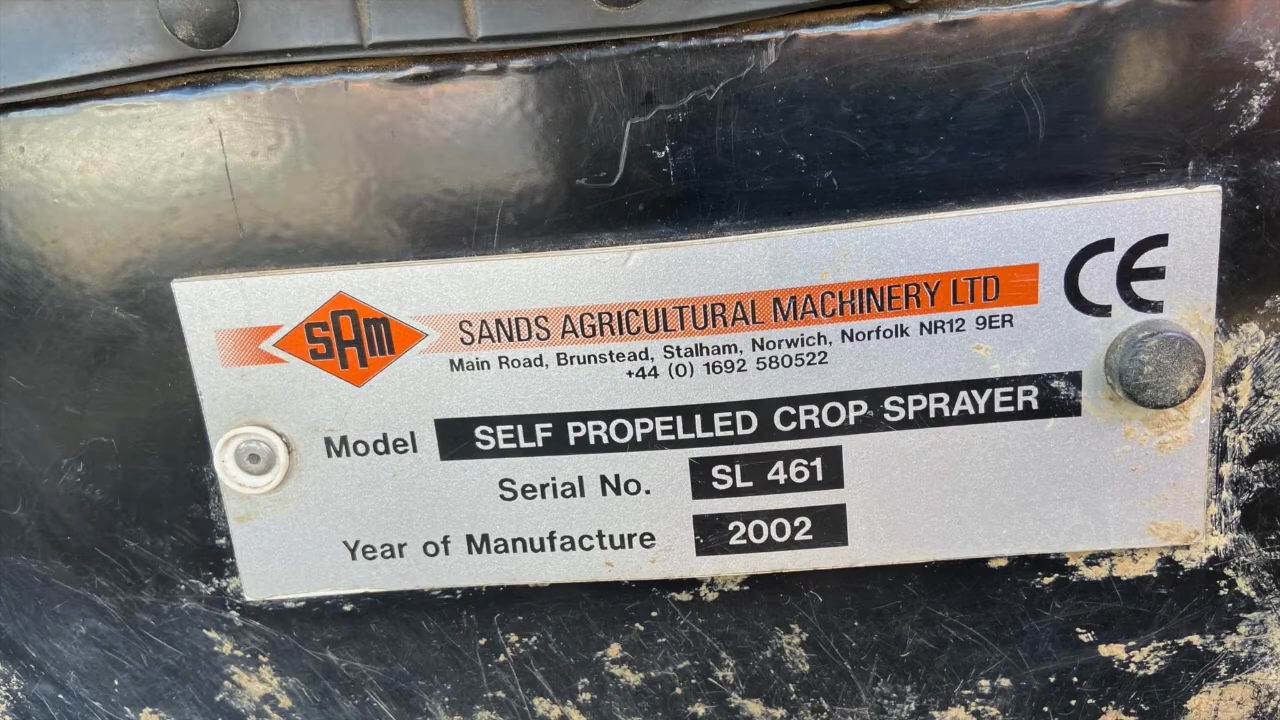 SAM
SANDS AGRICULTURAL MACHINERY LTD
CE
Main Road, Brunstead, Stalham, Norwich, Norfolk NR12 9ER
+44 (0) 1692 580522
Model SELF PROPELLED CROP SPRAYER
Serial No. SL 461
Year of Manufacture 2002